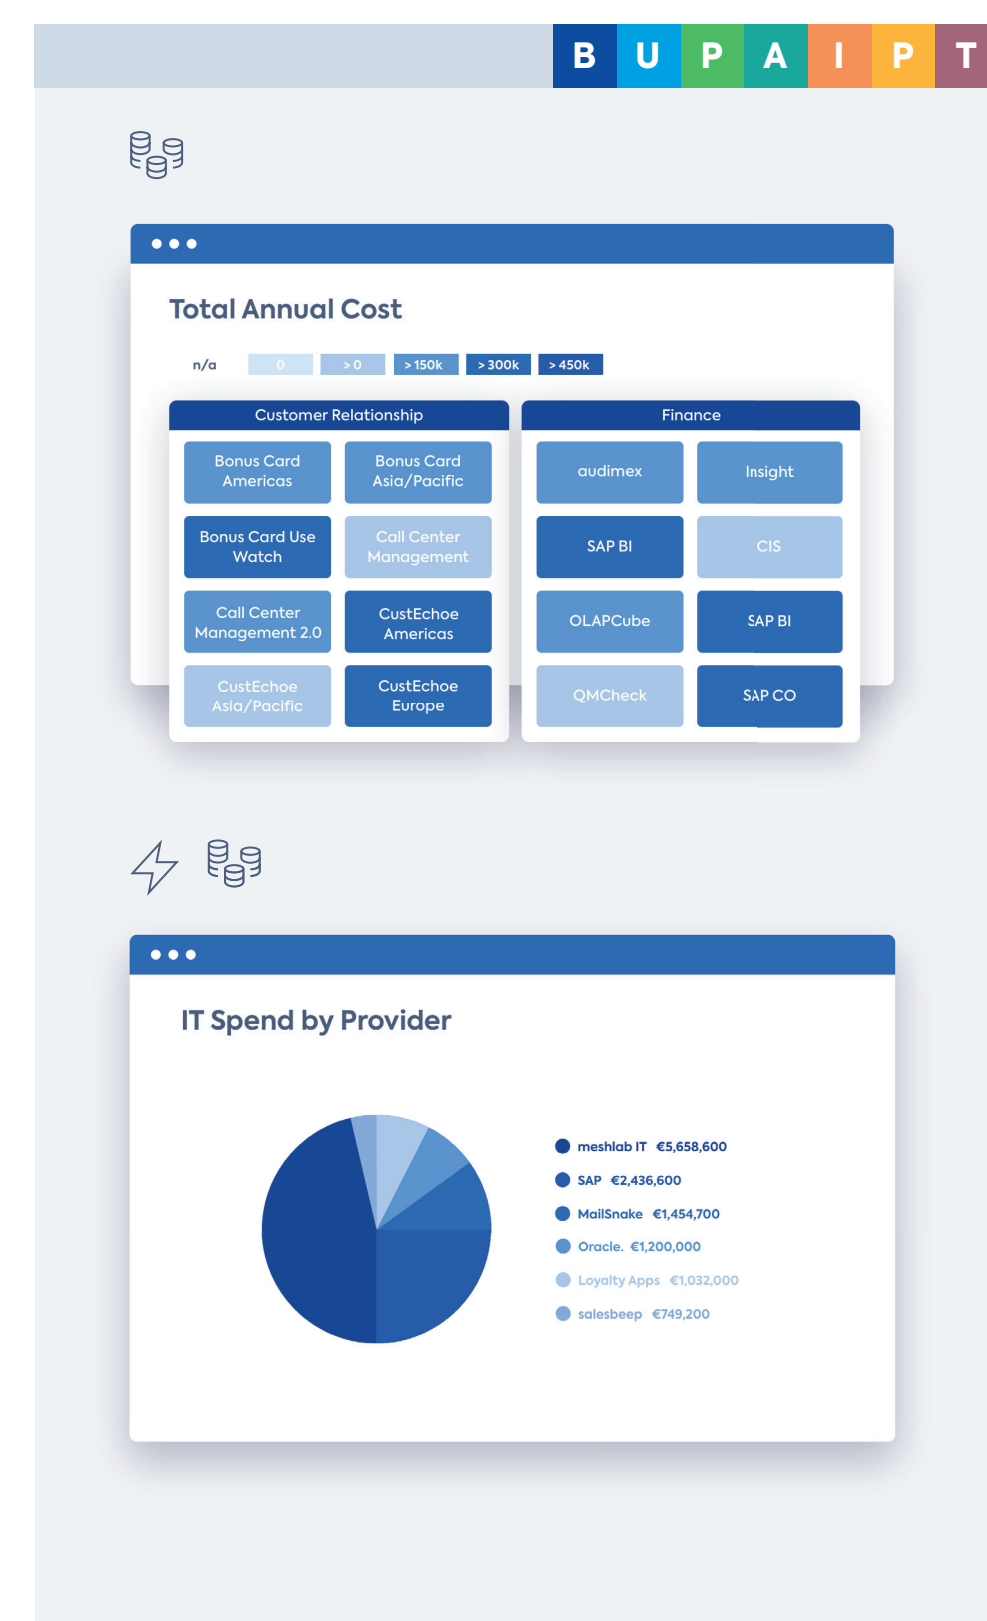 B U P A I P T
Total Annual Cost
n/a 0 > 0 > 150k > 300k > 450k
Customer Relationship
Bonus Card
Americas
Bonus Card
Asia/Pacific
Bonus Card Use
Watch
Call Center
Management
Call Center
Management 2.0
CustEchoe
Americas
CustEchoe
Asia/Pacific
CustEchoe
Europe
Finance
audimex
Insight
SAP BI
CIS
OLAPCube
SAP BI
QMCheck
SAP CO
IT Spend by Provider
meshlab IT €5,658,600
SAP €2,436,600
MailSnake €1,454,700
Oracle. €1,200,000
Loyalty Apps €1,032,000
salesbeep €749,200